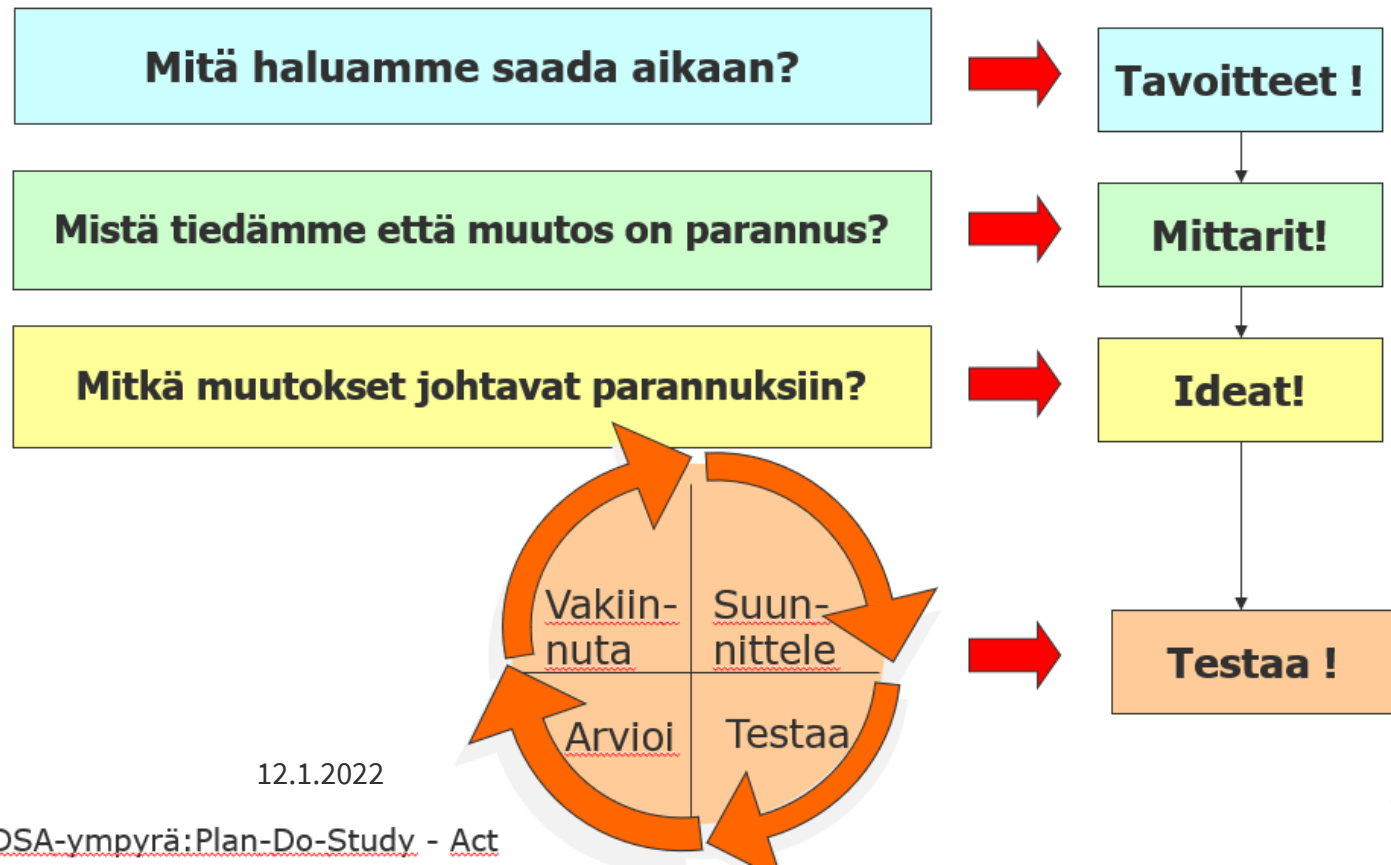 Mitä haluamme saada aikaan?
Tavoitteet !
Mistä tiedämme että muutos on parannus?
Mittarit!
Mitkä muutokset johtavat parannuksiin?
Ideat!
Vakiin-
nuta
Suun-
nittele
Arvioi
Testaa
Testaa !
12.1.2022
DSA-ympyrä:Plan-Do-Study - Act